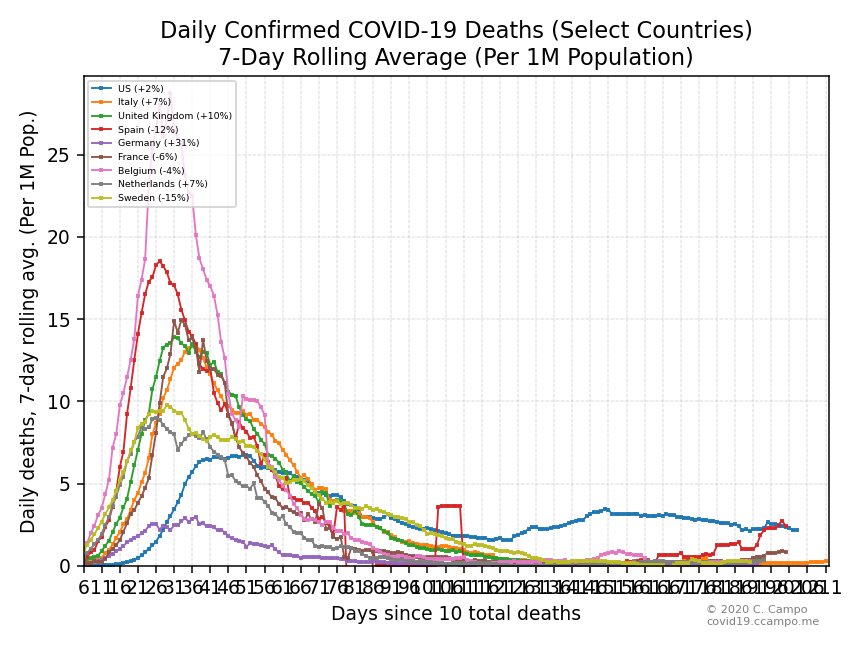 Daily Confirmed COVID-19 Deaths (Select Countries)
7-Day Rolling Average (Per 1M Population)
Daily deaths, 7-day rolling avg. (Per 1M Pop.)
US (+2%)
Italy (+7%)
United Kingdom (+10%)
Spain (-12%)
Germany (+31%)
France (-6%)
Belgium (-4%)
Netherlands (+7%)
Sweden (-15%)
25
20
15
10
5
0
Days since 10 total deaths
© 2020 C. Campo
covid19.ccampo.me